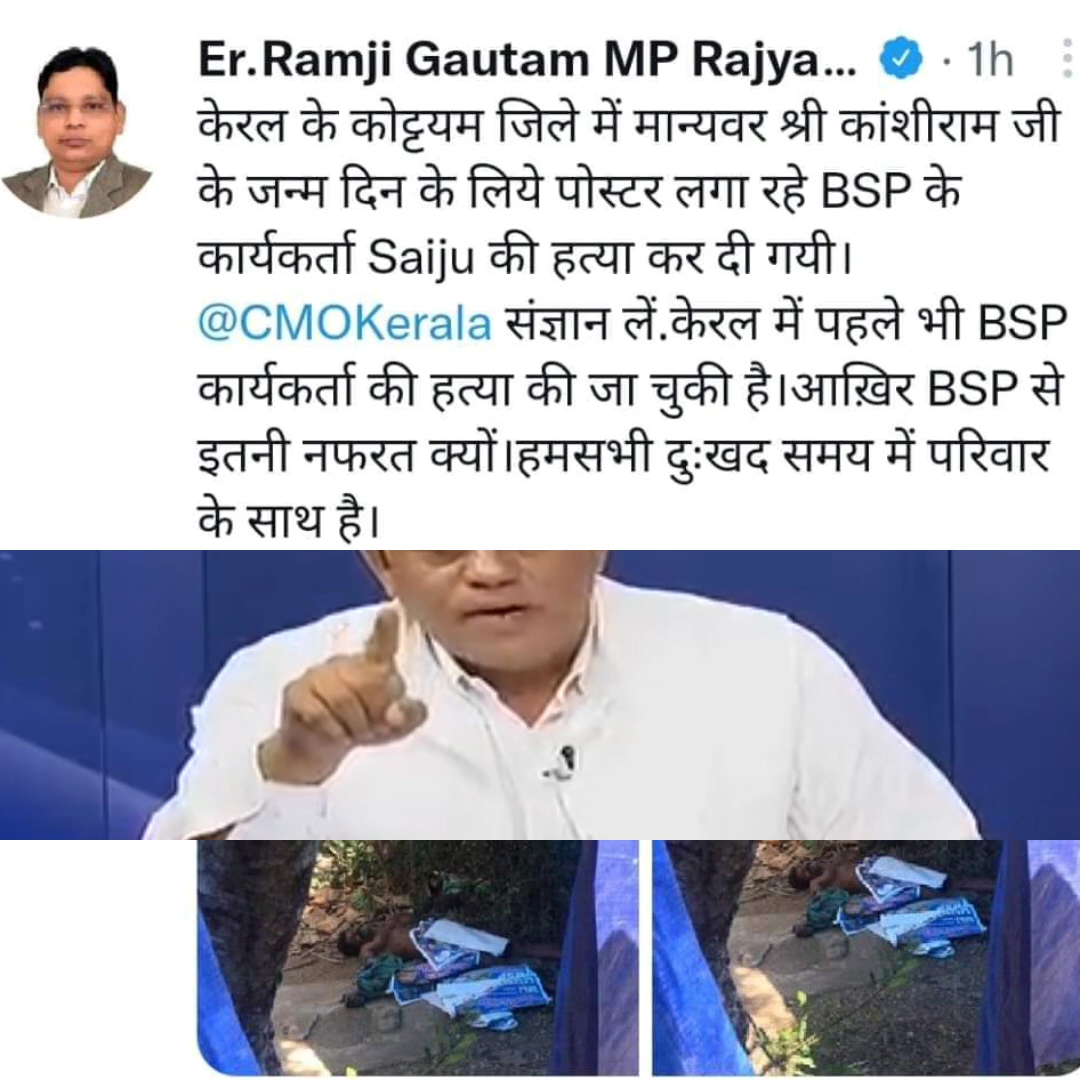 Er.Ramji Gautam MP Rajya... · 1h
केरल के कोट्टयम जिले में मान्यवर श्री कांशीराम जी
के जन्म दिन के लिये पोस्टर लगा रहे BSP के
कार्यकर्ता Saiju की हत्या कर दी गयी।
@CMOKerala संज्ञान लें.केरल में पहले भी BSP
कार्यकर्ता की हत्या की जा चुकी है।आख़िर BSP से
इतनी नफरत क्यों।हमसभी दुःखद समय में परिवार
के साथ है।